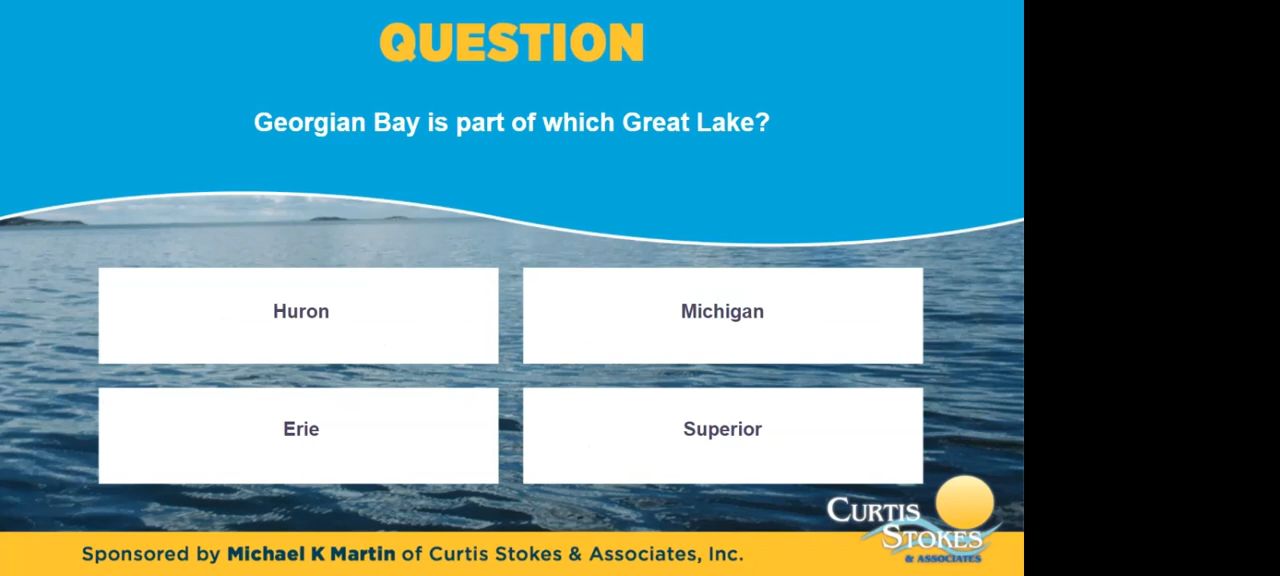 QUESTION
Georgian Bay is part of which Great Lake?
Huron
Michigan
Erie
Superior
CURTIS
STOKES
& ASSOCIATES
Sponsored by Michael K Martin of Curtis Stokes & Associates, Inc.